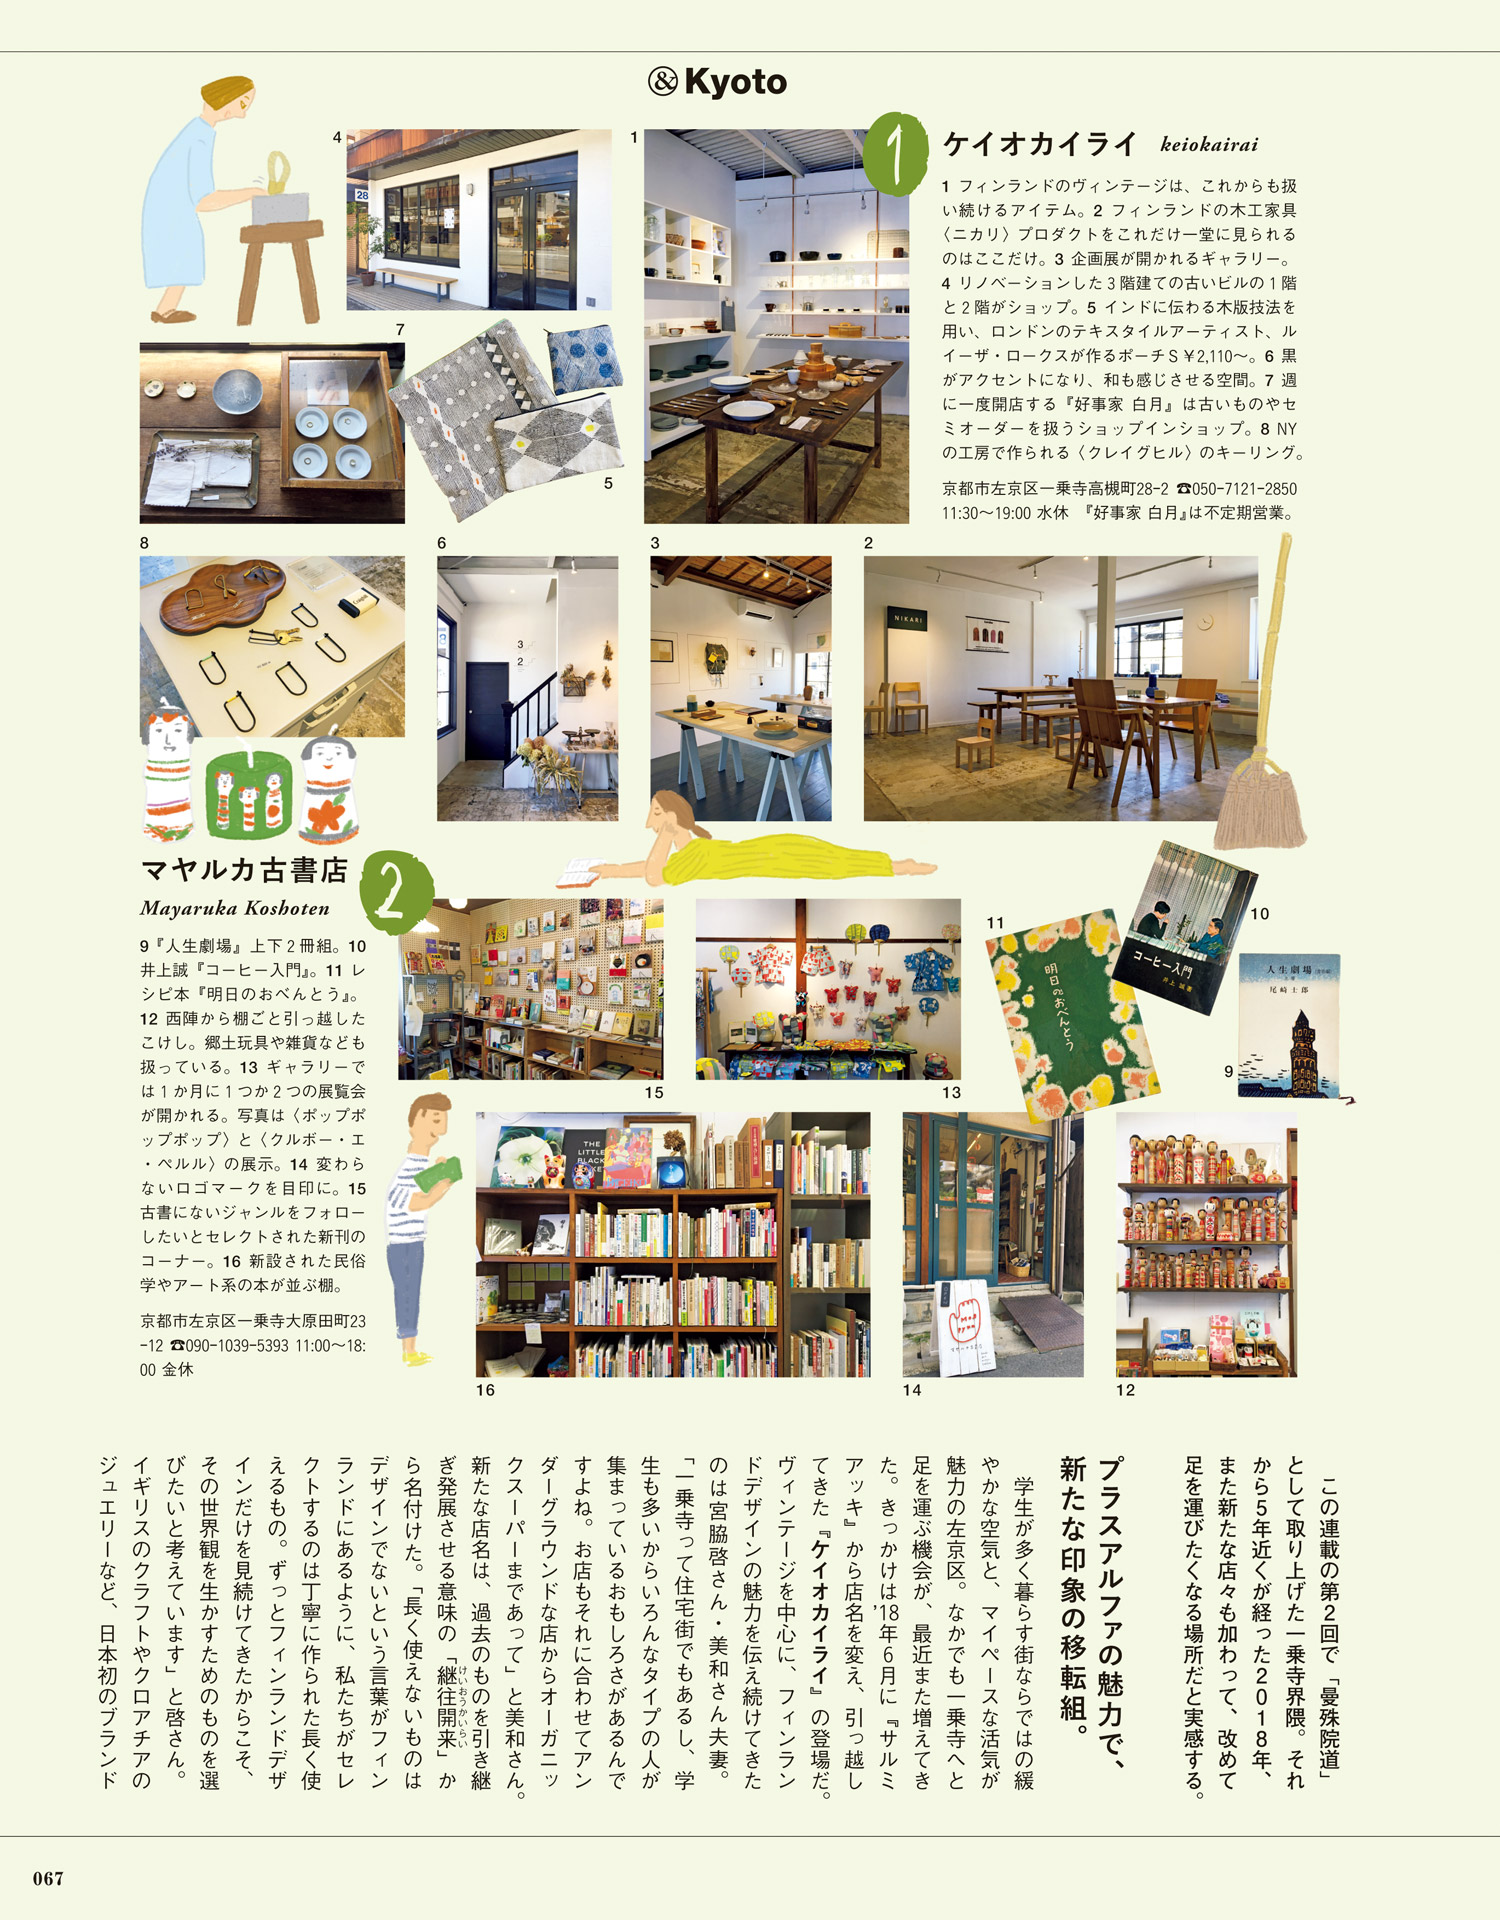 &Kyoto
1
ケイオカイライ keiokairai
1 フィンランドのヴィンテージは、これからも扱
い続けるアイテム。2 フィンランドの木工家具
〈ニカリ〉プロダクトをこれだけ一堂に見られる
のはここだけ。3 企画展が開かれるギャラリー。
4 リノベーションした3階建ての古いビルの1階
と2階がショップ。5 インドに伝わる木版技法を
用い、ロンドンのテキスタイルアーティスト、ル
イーザ・ロークスが作るポーチS ¥2,110〜。6 黒
がアクセントになり、和も感じさせる空間。7 週
に一度開店する『好事家 白月』は古いものやセ
ミオーダーを扱うショップインショップ。8 NY
の工房で作られる〈クレイグヒル〉のキーリング。
京都市左京区一乗寺高槻町28-2 ☎050-7121-2850
11:30〜19:00 水休 『好事家 白月』は不定期営業。
4
1
28
7
5
8
6
3
2
3
2
NIKARI
2
マヤルカ古書店
Mayaruka Koshoten
9『人生劇場』上下2冊組。10
井上誠『コーヒー入門』。11 レ
シピ本『明日のおべんとう』。
12 西陣から棚ごと引っ越した
こけし。郷土玩具や雑貨なども
扱っている。13 ギャラリーで
は1か月に1つか2つの展覧会
が開かれる。写真は〈ポップポ
ップポップ〉と〈クルボー・エ
・ペルル〉の展示。14 変わら
ないロゴマークを目印に。15
古書にないジャンルをフォロー
したいとセレクトされた新刊の
コーナー。16 新設された民俗
学やアート系の本が並ぶ棚。
京都市左京区一乗寺大原田町23
-12 ☎090-1039-5393 11:00〜18:
00 金休
15
13
11
明日のおべんとう
10
コーヒー入門
井上誠著
9
人生劇場
尾崎士郎
THE
LITTLE
BLACK
16
14
12
この連載の第2回で「曼殊院道」
として取り上げた一乗寺界隈。それ
から5年近くが経った2018年、
また新たな店々も加わって、改めて
足を運びたくなる場所だと実感する。
プラスアルファの魅力で、
新たな印象の移転組。
学生が多く暮らす街ならではの緩
やかな空気と、マイペースな活気が
魅力の左京区。なかでも一乗寺へと
足を運ぶ機会が、最近また増えてき
た。きっかけは'18年6月に『サルミ
アッキ』から店名を変え、引っ越し
てきた『ケイオカイライ』の登場だ。
ヴィンテージを中心に、フィンラン
ドデザインの魅力を伝え続けてきた
のは宮脇啓さん・美和さん夫妻。
「一乗寺って住宅街でもあるし、学
生も多いからいろんなタイプの人が
集まっているおもしろさがあるんで
すよね。お店もそれに合わせてアン
ダーグラウンドな店からオーガニッ
クスーパーまであって」と美和さん。
新たな店名は、過去のものを引き継
ぎ発展させる意味の「継往開来」か
けいおうかいらい
ら名付けた。「長く使えないものは
デザインでないという言葉がフィン
ランドにあるように、私たちがセレ
クトするのは丁寧に作られた長く使
えるもの。ずっとフィンランドデザ
インだけを見続けてきたからこそ、
その世界観を生かすためのものを選
びたいと考えています」と啓さん。
イギリスのクラフトやクロアチアの
ジュエリーなど、日本初のブランド
067